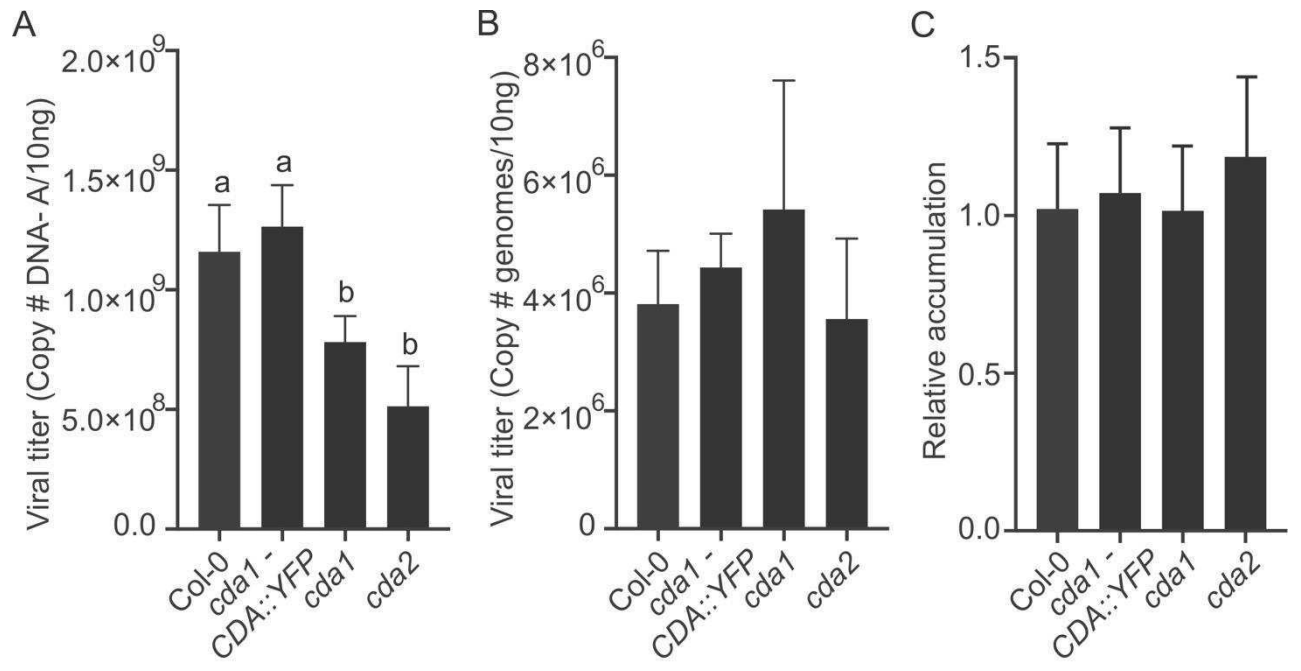 A
Viral titer (Copy # DNA- A/10ng)
2.0×10⁹
1.5×10⁹
1.0×10⁹
5.0×10⁸
0.0
a
a
b
b
Col-0
cda1 -
CDA::YFP
cda1
cda2
B
Viral titer (Copy # genomes/10ng)
8×10⁶
6×10⁶
4×10⁶
2×10⁶
0
Col-0
cda1 -
CDA::YFP
cda1
cda2
C
Relative accumulation
1.5
1.0
0.5
0.0
Col-0
cda1 -
CDA::YFP
cda1
cda2